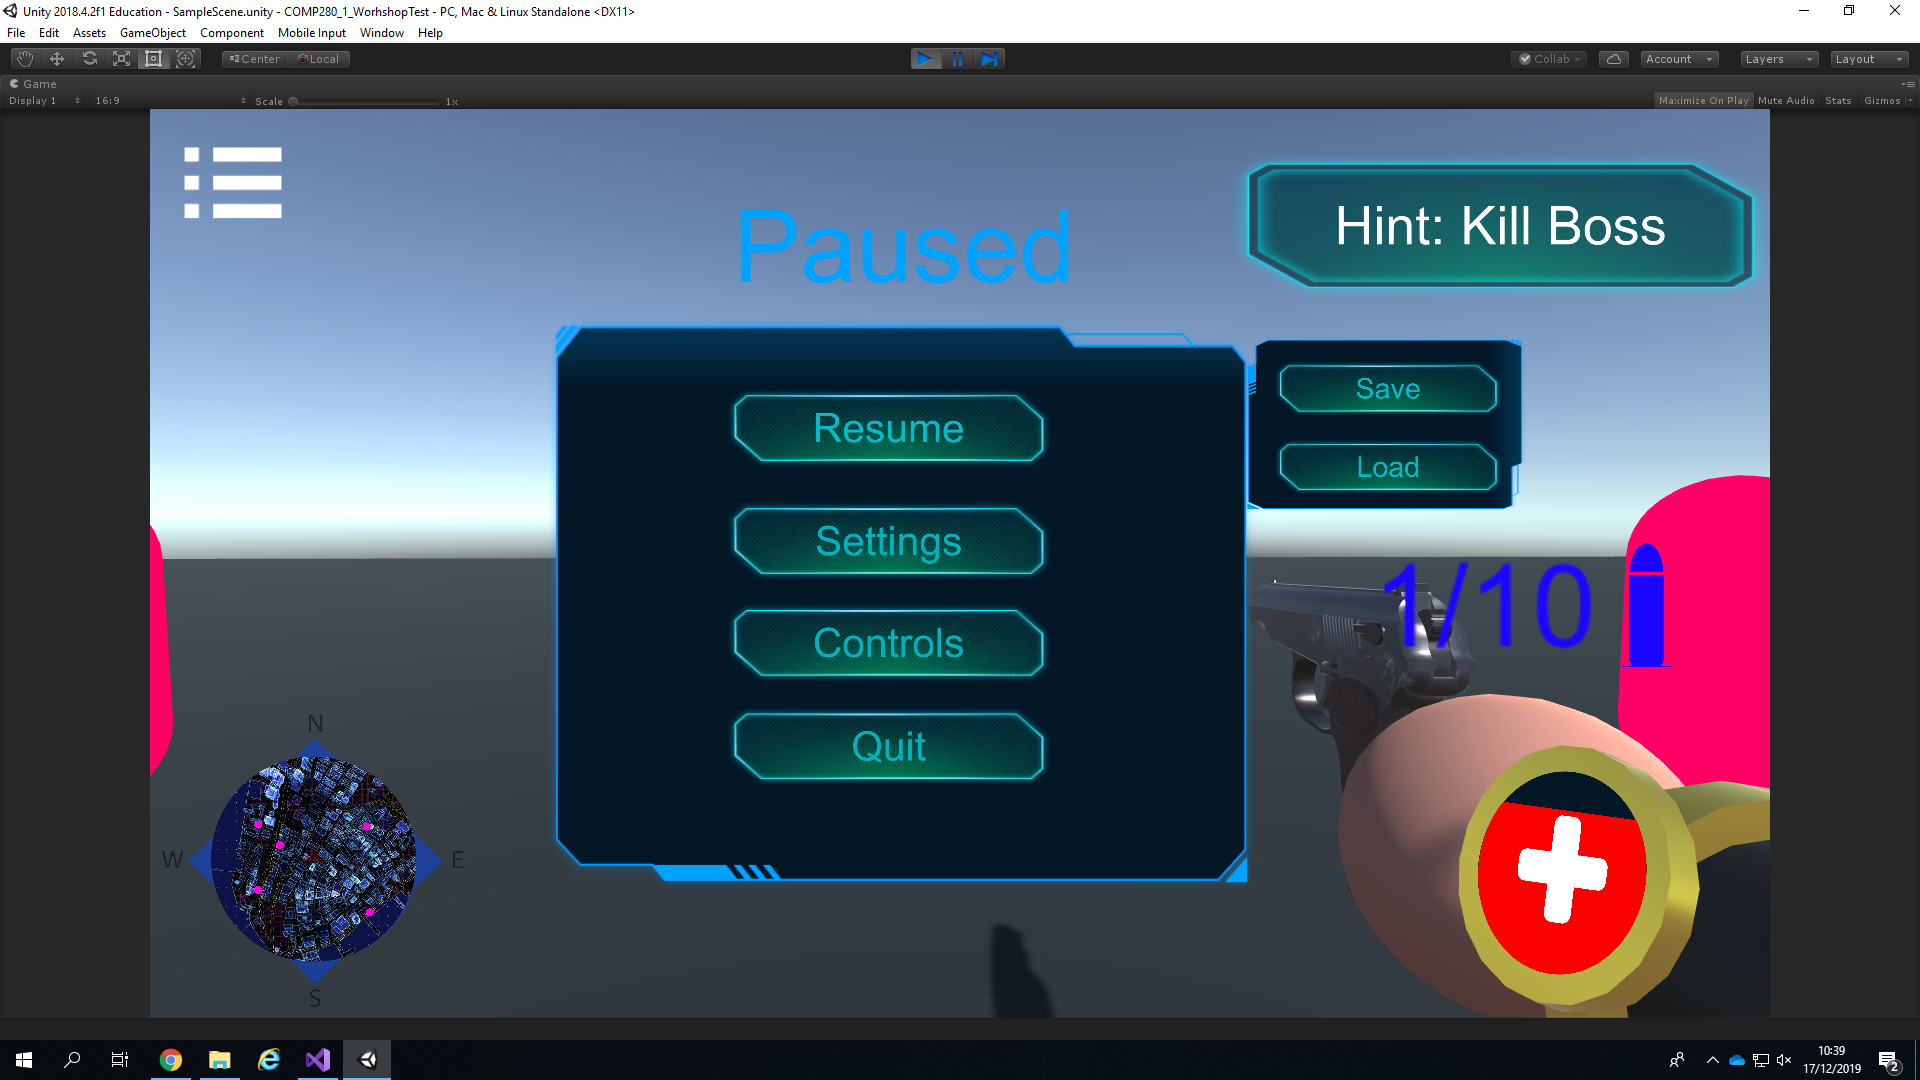 Unity 2018.4.2f1 Education - SampleScene.unity - COMP280_1_WorhshopTest - PC, Mac & Linux Standalone <DX11>
File Edit Assets GameObject Component Mobile Input Window Help
Center Local Collab Account Layers Layout
Game
Display 1 16:9 Scale 1x Maximize On Play Mute Audio Stats Gizmos
Paused
Hint: Kill Boss
Resume
Settings
Controls
Quit
Save
Load
1/10
N
W E
S
10:39
17/12/2019
2